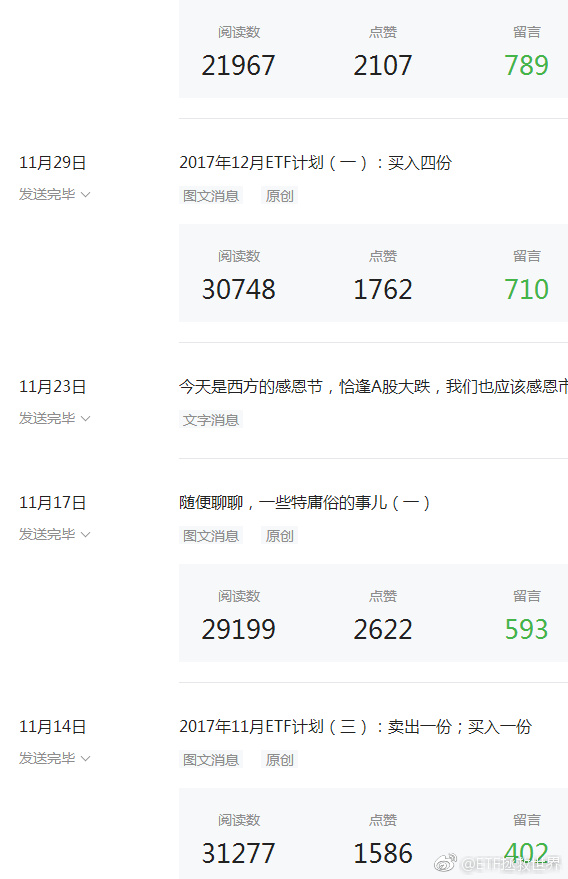 阅读数 点赞 留言
21967 2107 789
11月29日 2017年12月ETF计划（一）：买入四份
发送完毕 图文消息 原创
阅读数 点赞 留言
30748 1762 710
11月23日 今天是西方的感恩节，恰逢A股大跌，我们也应该感恩市
发送完毕 文字消息
11月17日 随便聊聊，一些特庸俗的事儿（一）
发送完毕 图文消息 原创
阅读数 点赞 留言
29199 2622 593
11月14日 2017年11月ETF计划（三）：卖出一份；买入一份
发送完毕 图文消息 原创
阅读数 点赞 留言
31277 1586 402
@ETF拯救世界